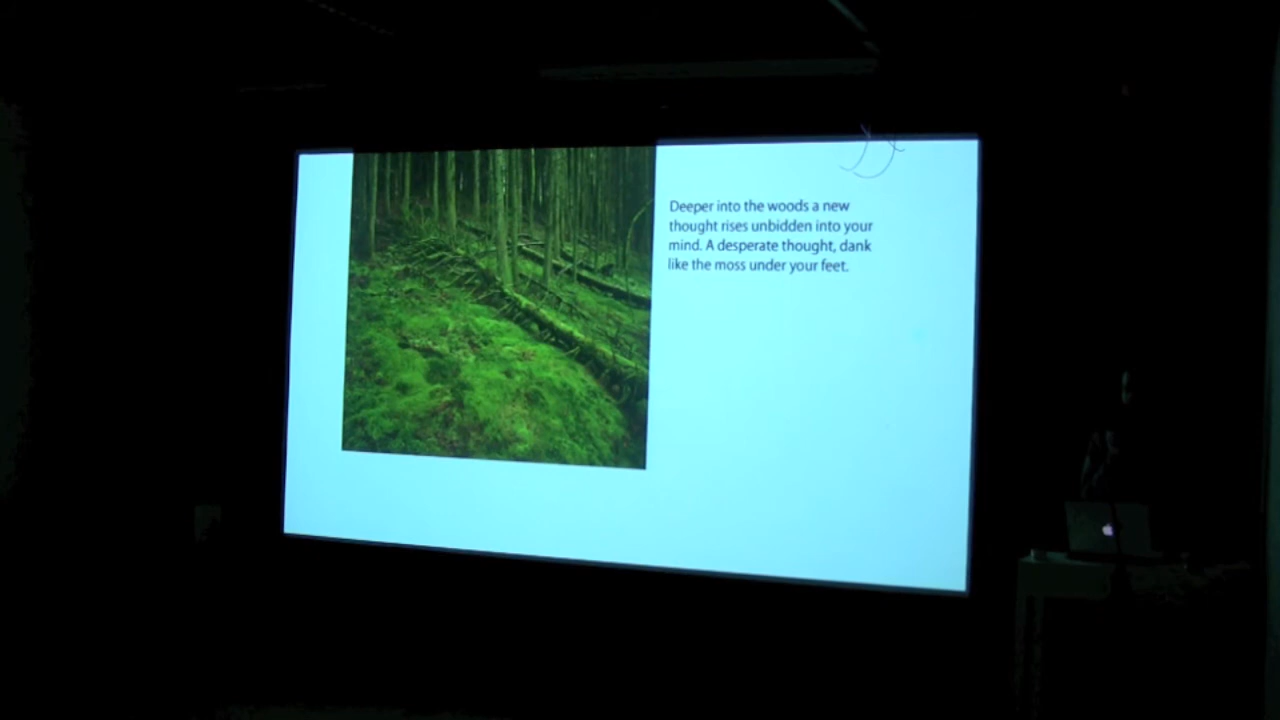 Deeper into the woods a new
thought rises unbidden into your
mind. A desperate thought, dank
like the moss under your feet.